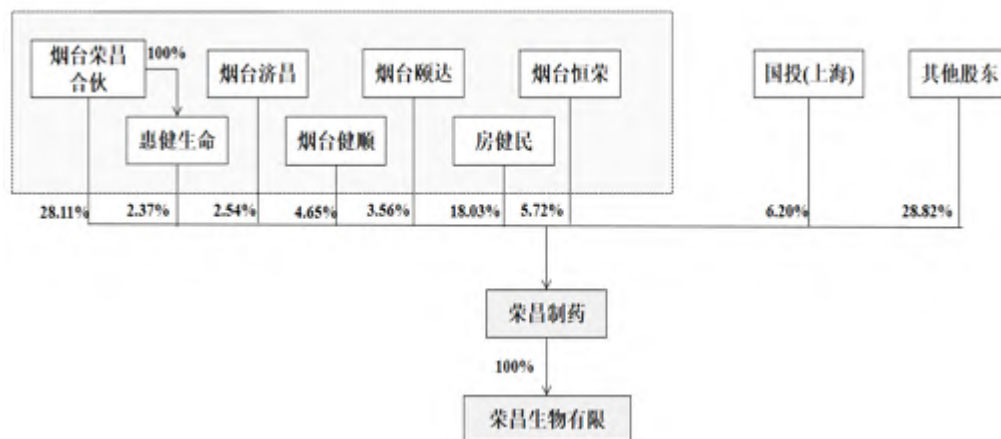 烟台荣昌
合伙
100%
烟台济昌
烟台颐达
烟台恒荣
国投(上海)
其他股东
惠健生命
烟台健顺
房健民
28.11%
2.37%
2.54%
4.65%
3.56%
18.03%
5.72%
6.20%
28.82%
荣昌制药
100%
荣昌生物有限